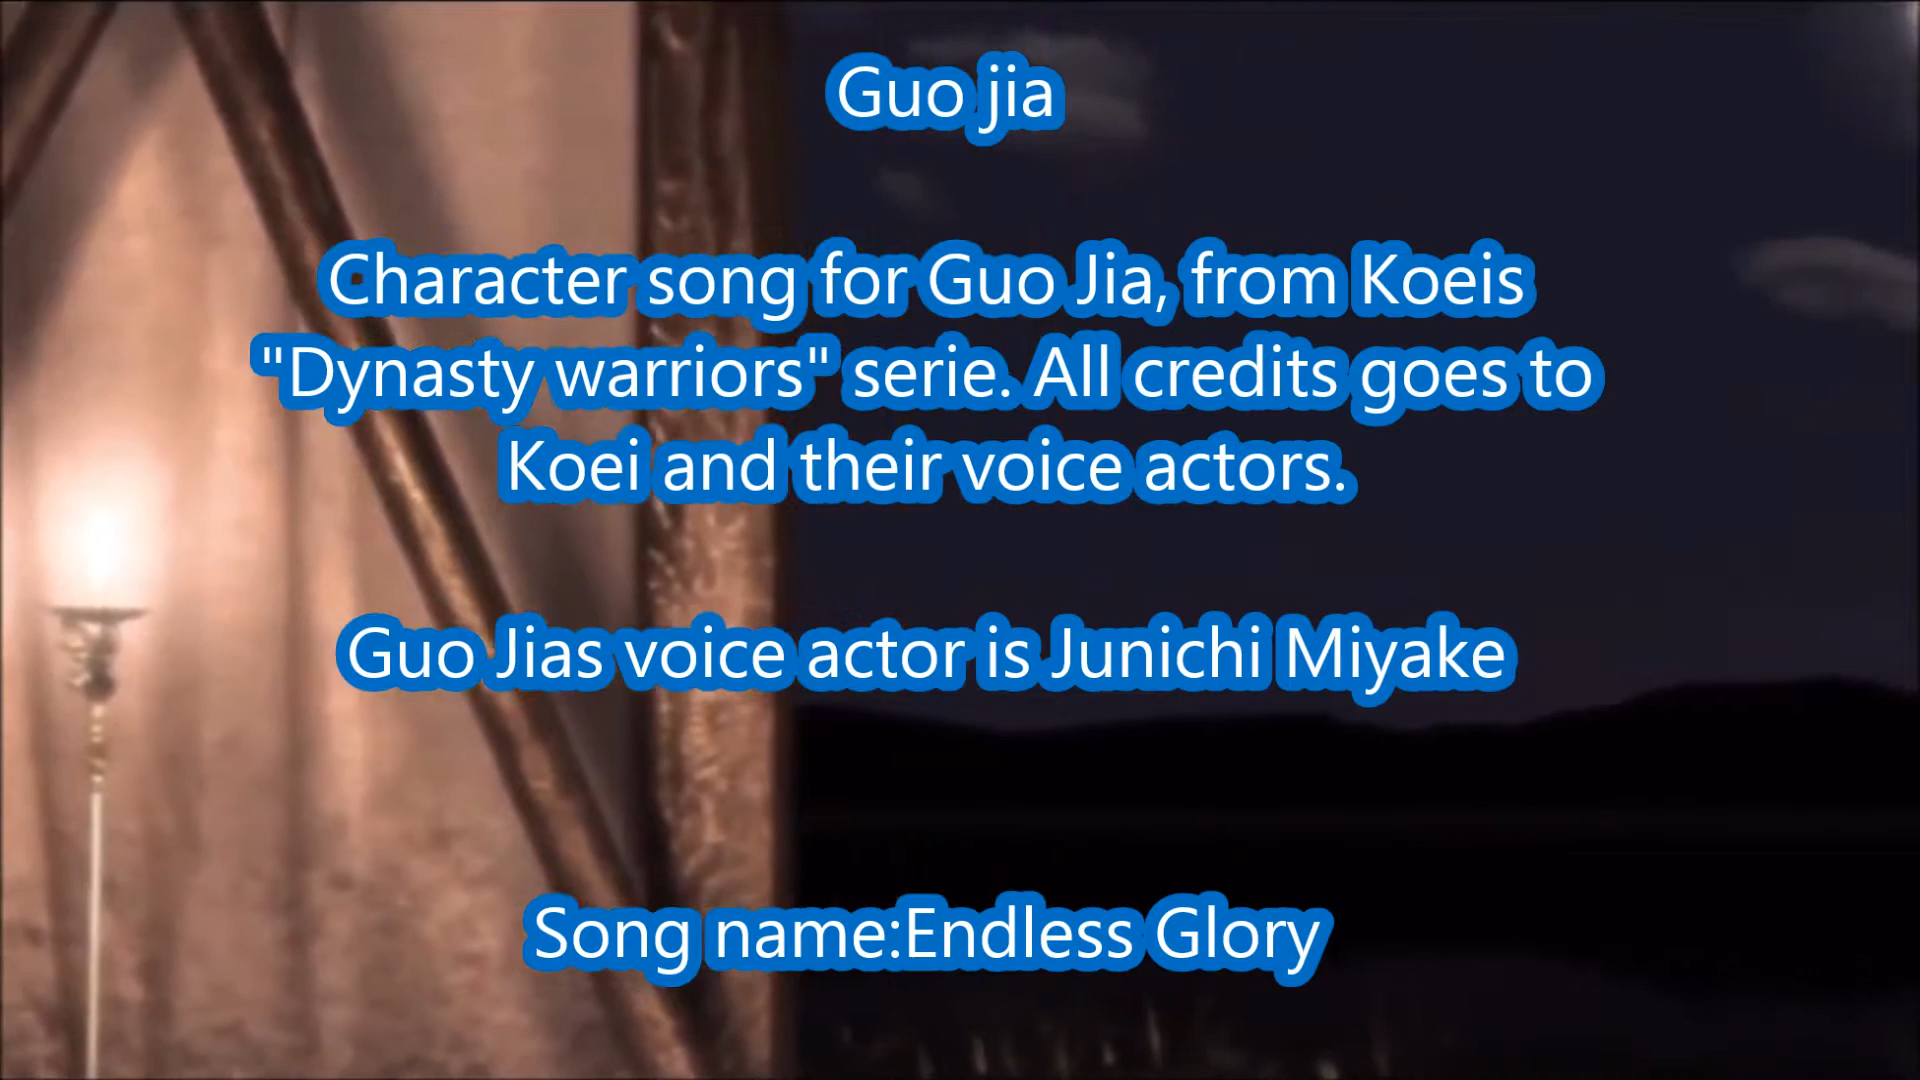 Guo jia
Character song for Guo Jia, from Koeis
"Dynasty warriors" serie. All credits goes to
Koei and their voice actors.
Guo Jias voice actor is Junichi Miyake
Song name:Endless Glory